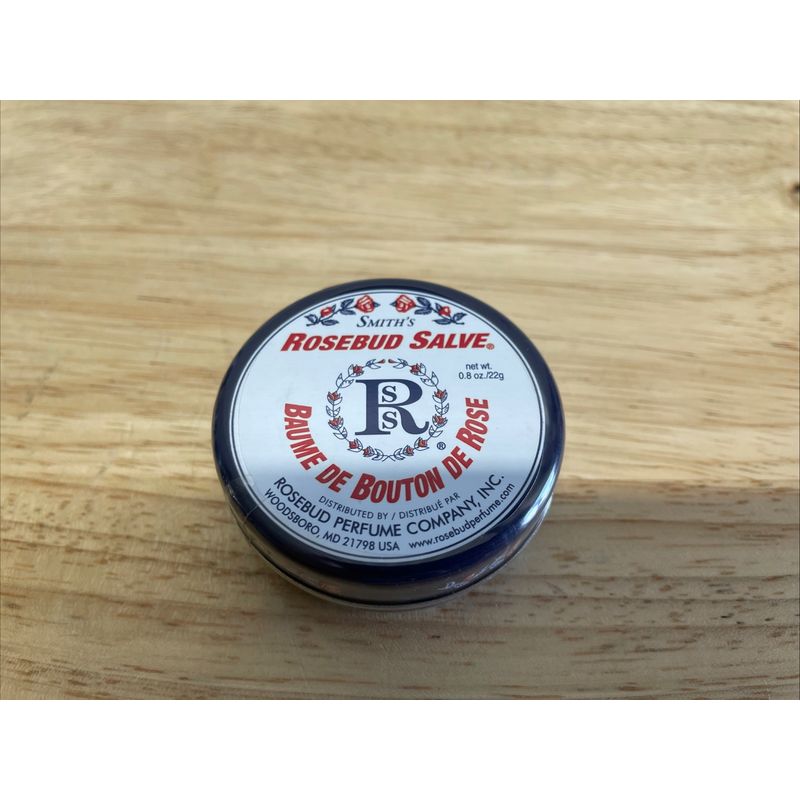 SMITH'S
ROSEBUD SALVE®
net wt.
0.8 oz./22g
RSS
®
BAUME DE BOUTON DE ROSE
DISTRIBUTED BY / DISTRIBUÉ PAR
ROSEBUD PERFUME COMPANY, INC.
WOODSBORO, MD 21798 USA www.rosebudperfume.com